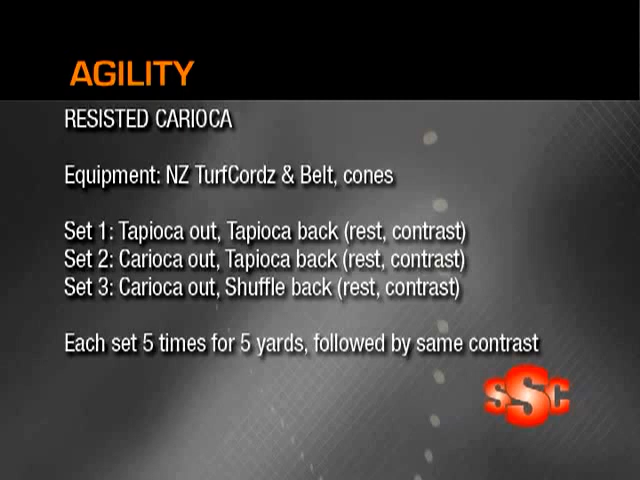 AGILITY
RESISTED CARIOCA
Equipment: NZ TurfCordz & Belt, cones
Set 1: Tapioca out, Tapioca back (rest, contrast)
Set 2: Carioca out, Tapioca back (rest, contrast)
Set 3: Carioca out, Shuffle back (rest, contrast)
Each set 5 times for 5 yards, followed by same contrast
SSC